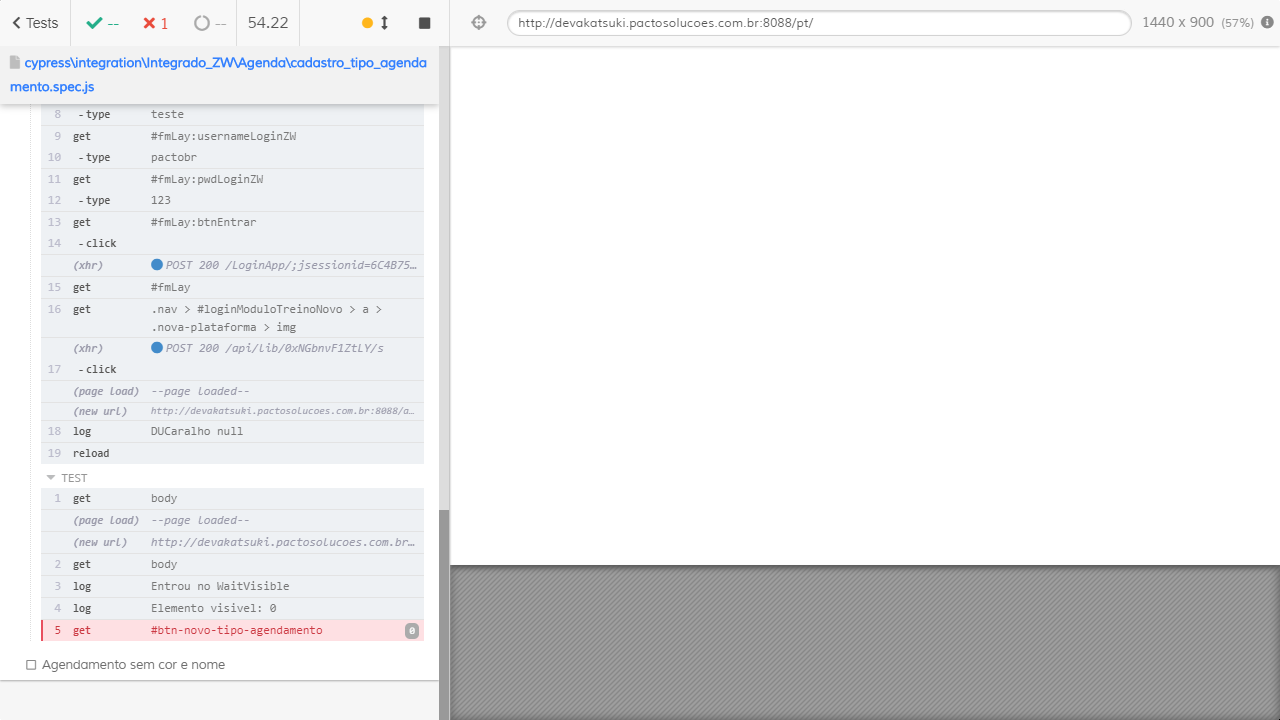 Tests -- 1 -- 54.22
http://devakatsuki.pactosolucoes.com.br:8088/pt/ 1440 x 900 (57%)
cypress\integration\Integrado_ZW\Agenda\cadastro_tipo_agenda
mento.spec.js
8 -type teste
9 get #fmLay:usernameLoginZW
10 -type pactobr
11 get #fmLay:pwdLoginZW
12 -type 123
13 get #fmLay:btnEntrar
14 -click
(xhr) POST 200 /LoginApp/;jsessionid=6C4B75…
15 get #fmLay
16 get .nav > #loginModuloTreinoNovo > a >
.nova-plataforma > img
(xhr) POST 200 /api/lib/0xNGbnvF1ZtLY/s
17 -click
(page load) --page loaded--
(new url) http://devakatsuki.pactosolucoes.com.br:8088/a…
18 log DUCaralho null
19 reload
TEST
1 get body
(page load) --page loaded--
(new url) http://devakatsuki.pactosolucoes.com.br…
2 get body
3 log Entrou no WaitVisible
4 log Elemento visivel: 0
5 get #btn-novo-tipo-agendamento 0
Agendamento sem cor e nome